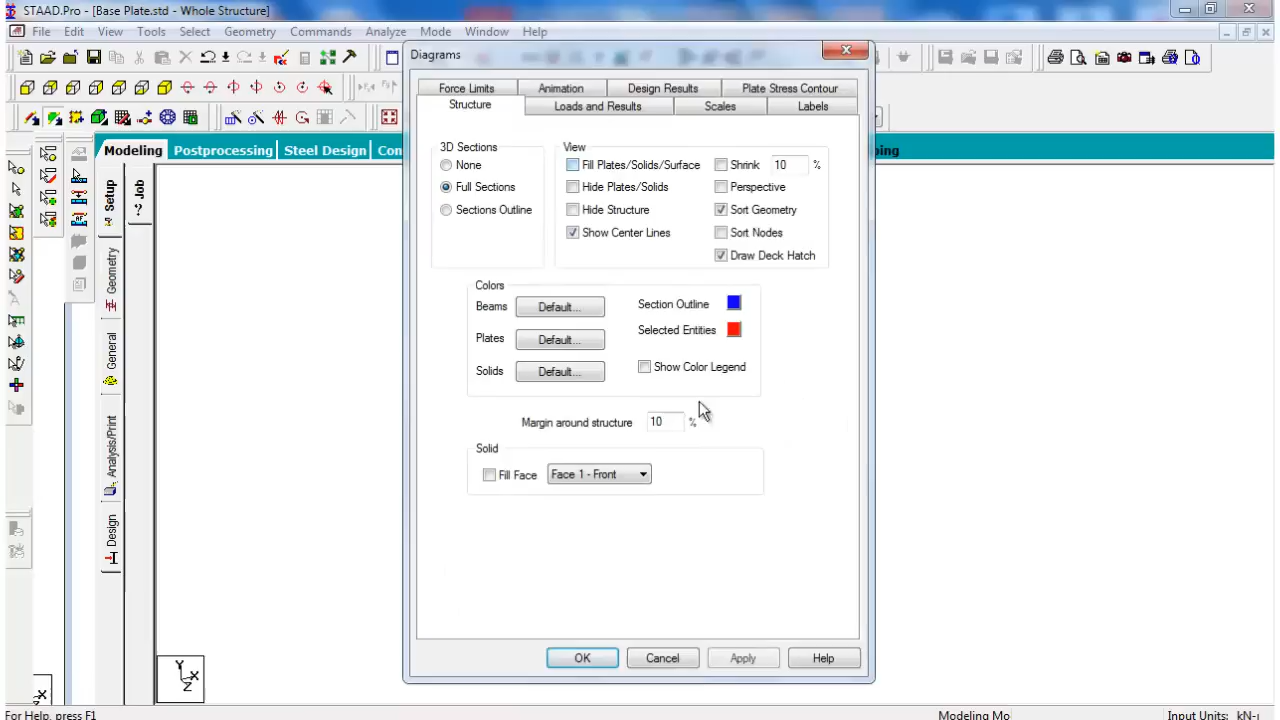 STAAD.Pro - [Base Plate.std - Whole Structure]
File Edit View Tools Select Geometry Commands Analyze Mode Window Help
Diagrams
Force Limits Animation Design Results Plate Stress Contour
Structure Loads and Results Scales Labels
Modeling Postprocessing Steel Design Con
Setup
Job
Geometry
General
Analysis/Print
Design
3D Sections
None
Full Sections
Sections Outline
View
Fill Plates/Solids/Surface Shrink 10 %
Hide Plates/Solids Perspective
Hide Structure Sort Geometry
Show Center Lines Sort Nodes
Draw Deck Hatch
Colors
Beams Default... Section Outline
Plates Default... Selected Entities
Solids Default... Show Color Legend
Margin around structure 10 %
Solid
Fill Face Face 1 - Front
OK Cancel Apply Help
Y
X
Z
X
Z
For Help, press F1 Modeling Mo Input Units: kN-